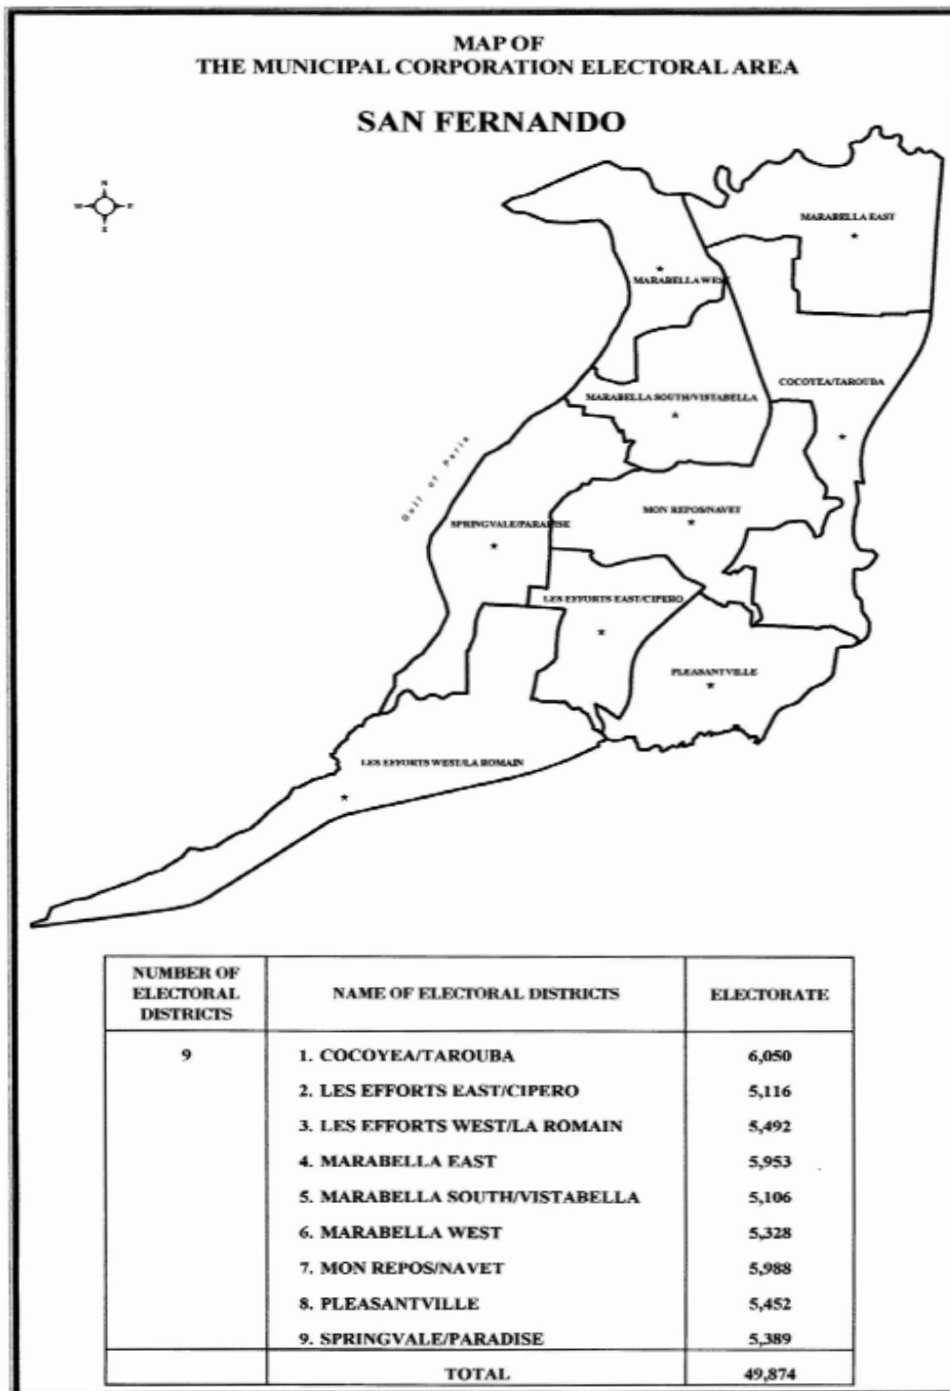 MAP OF
THE MUNICIPAL CORPORATION ELECTORAL AREA
SAN FERNANDO
N
W E
S
MARABELLA EAST
MARABELLA WEST
COCOYEA/TAROUBA
MARABELLA SOUTH/VISTABELLA
Gulf of Paria
MON REPOS/NAVET
SPRINGVALE/PARADISE
LES EFFORTS EAST/CIPERO
PLEASANTVILLE
LES EFFORTS WEST/LA ROMAIN
NUMBER OF
ELECTORAL
DISTRICTS
NAME OF ELECTORAL DISTRICTS
ELECTORATE
9 1. COCOYEA/TAROUBA 6,050
2. LES EFFORTS EAST/CIPERO 5,116
3. LES EFFORTS WEST/LA ROMAIN 5,492
4. MARABELLA EAST 5,953
5. MARABELLA SOUTH/VISTABELLA 5,106
6. MARABELLA WEST 5,328
7. MON REPOS/NAVET 5,988
8. PLEASANTVILLE 5,452
9. SPRINGVALE/PARADISE 5,389
TOTAL 49,874